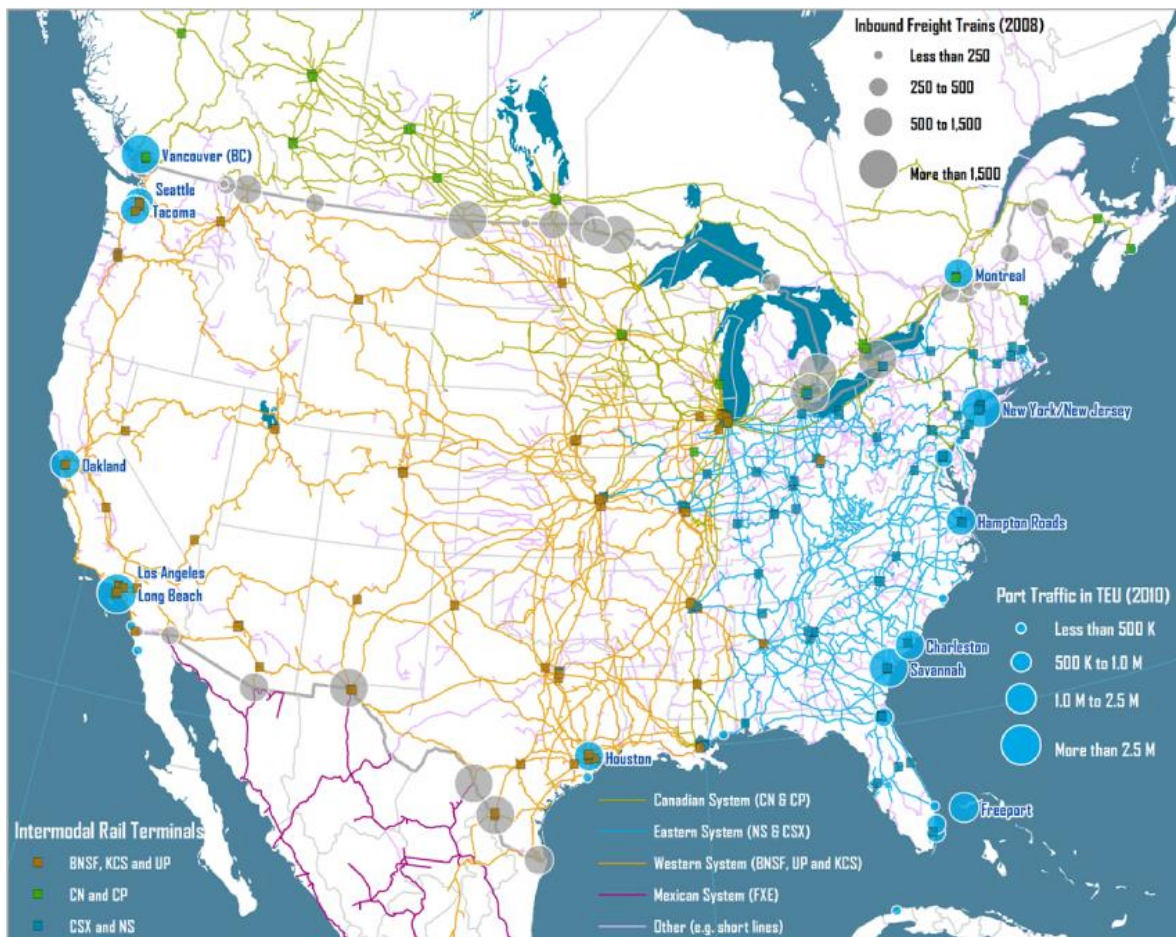 Inbound Freight Trains (2008)
Less than 250
250 to 500
500 to 1,500
More than 1,500
Vancouver (BC)
Seattle
Tacoma
Montreal
New York/New Jersey
Oakland
Hampton Roads
Los Angeles
Long Beach
Port Traffic in TEU (2010)
Less than 500 K
500 K to 1.0 M
1.0 M to 2.5 M
More than 2.5 M
Charleston
Savannah
Houston
Freeport
Intermodal Rail Terminals
BNSF, KCS and UP
CN and CP
CSX and NS
Canadian System (CN & CP)
Eastern System (NS & CSX)
Western System (BNSF, UP and KCS)
Mexican System (FXE)
Other (e.g. short lines)